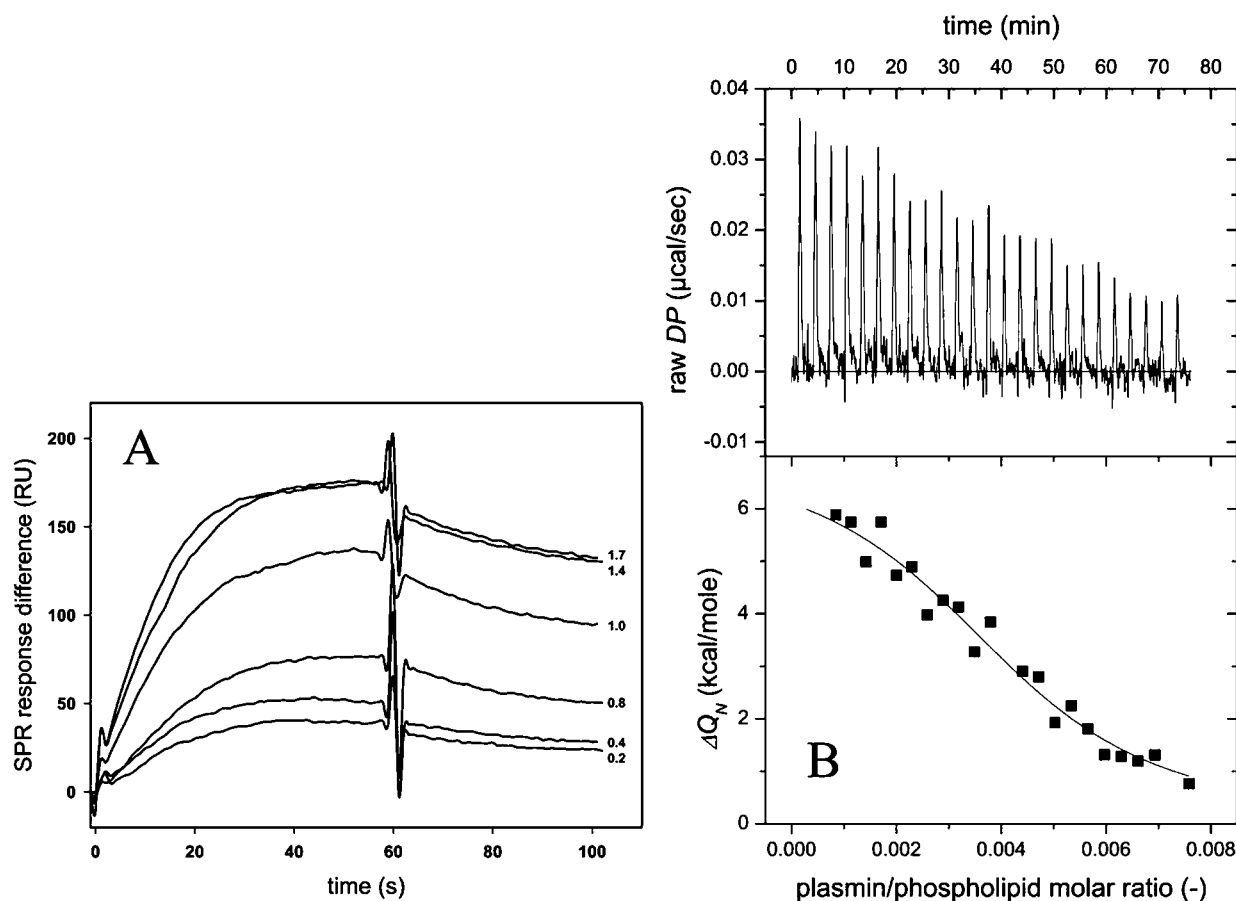 A
SPR response difference (RU)
200
150
100
50
0
1.7
1.4
1.0
0.8
0.4
0.2
0 20 40 60 80 100
time (s)
time (min)
0 10 20 30 40 50 60 70 80
raw DP (µcal/sec)
0.04
0.03
0.02
0.01
0.00
-0.01
ΔQN (kcal/mole)
6
4
2
0
B
0.000 0.002 0.004 0.006 0.008
plasmin/phospholipid molar ratio (-)